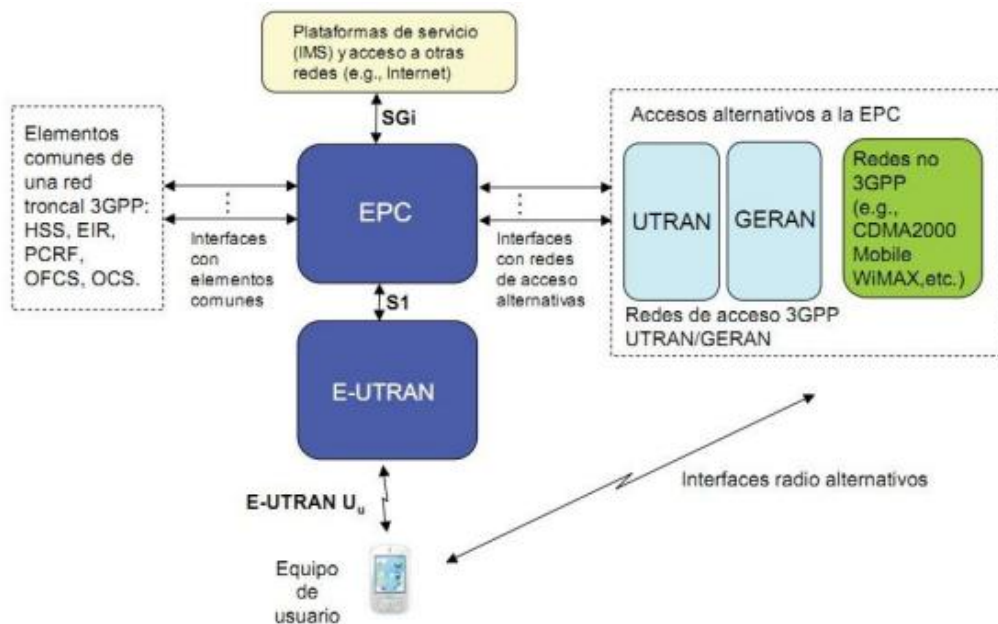 Plataformas de servicio
(IMS) y acceso a otras
redes (e.g., Internet)
SGi
Elementos
comunes de
una red
troncal 3GPP:
HSS, EIR,
PCRF,
OFCS, OCS.
Interfaces
con
elementos
comunes
EPC
Interfaces
con redes
de acceso
alternativas
Accesos alternativos a la EPC
UTRAN
GERAN
Redes no
3GPP
(e.g.,
CDMA2000
Mobile
WiMAX,etc.)
Redes de acceso 3GPP
UTRAN/GERAN
S1
E-UTRAN
E-UTRAN Uu
Interfaces radio alternativos
Equipo
de
usuario